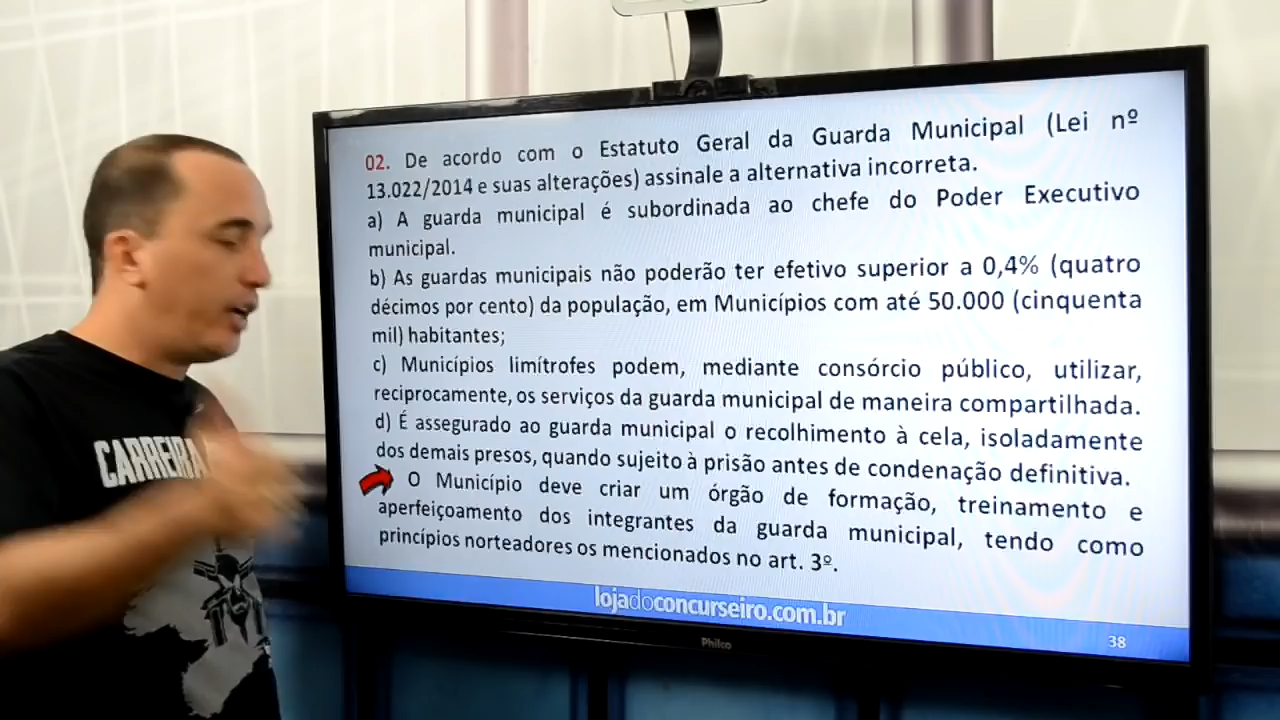 02. De acordo com o Estatuto Geral da Guarda Municipal (Lei nº
13.022/2014 e suas alterações) assinale a alternativa incorreta.
a) A guarda municipal é subordinada ao chefe do Poder Executivo
municipal.
b) As guardas municipais não poderão ter efetivo superior a 0,4% (quatro
décimos por cento) da população, em Municípios com até 50.000 (cinquenta
mil) habitantes;
c) Municípios limítrofes podem, mediante consórcio público, utilizar,
reciprocamente, os serviços da guarda municipal de maneira compartilhada.
d) É assegurado ao guarda municipal o recolhimento à cela, isoladamente
dos demais presos, quando sujeito à prisão antes de condenação definitiva.
O Município deve criar um órgão de formação, treinamento e
aperfeiçoamento dos integrantes da guarda municipal, tendo como
princípios norteadores os mencionados no art. 3º.
lojadoconcurseiro.com.br
38
Philco